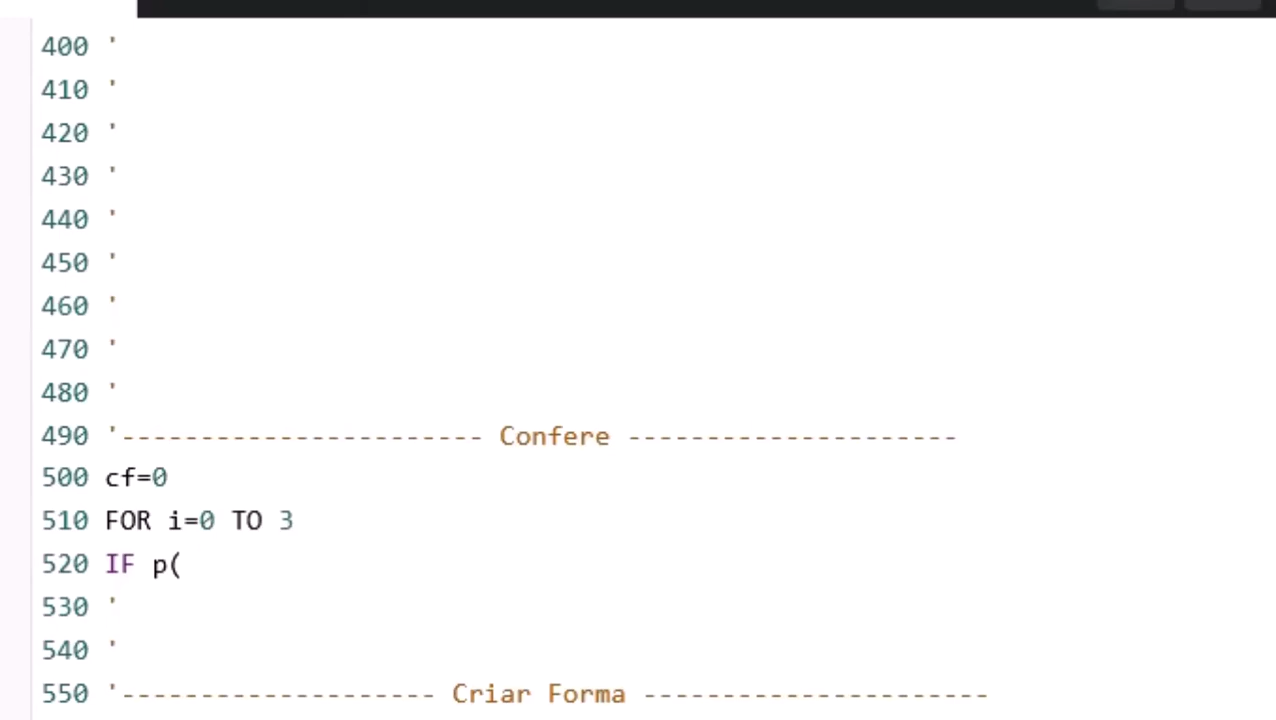 400 '
410 '
420 '
430 '
440 '
450 '
460 '
470 '
480 '
490 '----------------------- Confere ---------------------
500 cf=0
510 FOR i=0 TO 3
520 IF p(
530 '
540 '
550 '-------------------- Criar Forma ----------------------